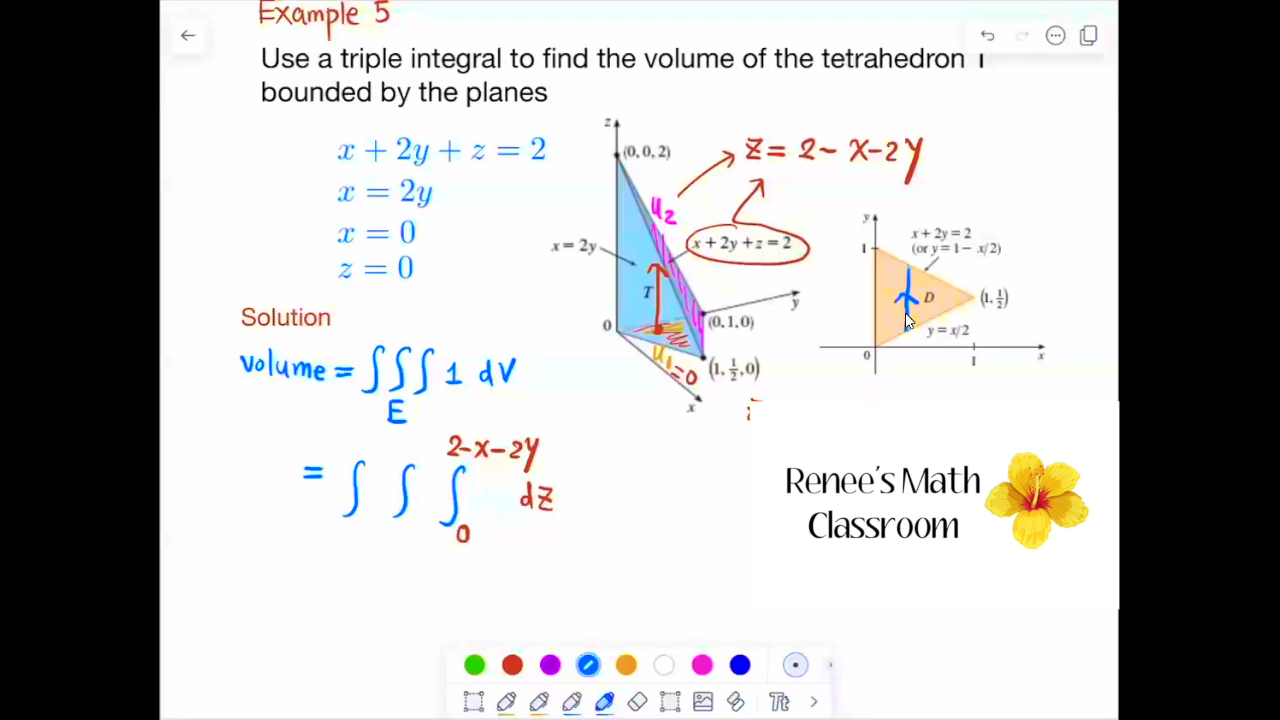 Example 5
Use a triple integral to find the volume of the tetrahedron T
bounded by the planes
x + 2y + z = 2
x = 2y
x = 0
z = 0
Solution
volume = ∫∫∫ 1 dV
E
= ∫ ∫ ∫ dz
2-x-2y
0
z
(0, 0, 2)
z = 2 - x - 2y
u2
x = 2y
x + 2y + z = 2
T
y
0
(0, 1, 0)
u1 = 0
(1, 1/2, 0)
x
y
x + 2y = 2
(or y = 1 - x/2)
1
D
(1, 1/2)
y = x/2
0
1
x
Renee's Math
Classroom
Tt